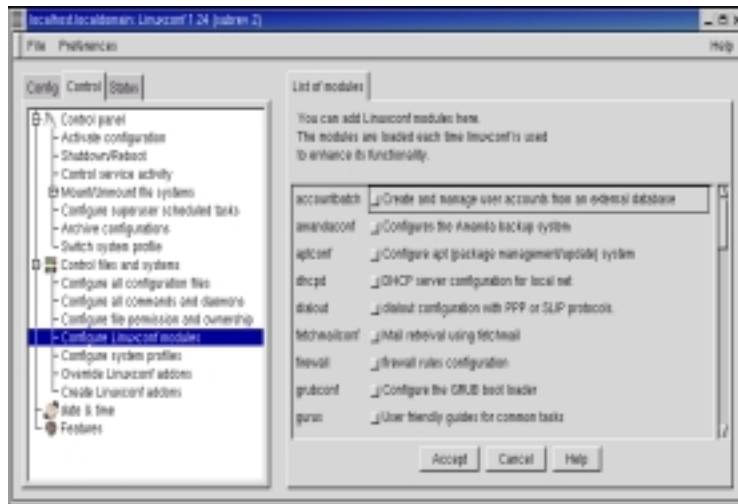 localhost.localdomain: Linuxconf 1.24 (subrev 2)
File Preferences Help
Config Control Status
Control panel
Activate configuration
Shutdown/Reboot
Control service activity
Mount/Unmount file systems
Configure superuser scheduled tasks
Archive configurations
Switch system profile
Control files and systems
Configure all configuration files
Configure all commands and daemons
Configure file permission and ownership
Configure Linuxconf modules
Configure system profiles
Override Linuxconf addons
Create Linuxconf addons
date & time
Features
List of modules
You can add Linuxconf modules here.
The modules are loaded each time linuxconf is used
to enhance its functionality.
accountbatch Create and manage user accounts from an external database
amandaconf Configures the Amanda backup system
aptconf Configure apt (package management/update) system
dhcpd DHCP server configuration for local net
dialout dialout configuration with PPP or SLIP protocols
fetchmailconf Mail retrieval using fetchmail
firewall firewall rules configuration
grubconf Configure the GRUB boot loader
gurus User friendly guides for common tasks
Accept Cancel Help